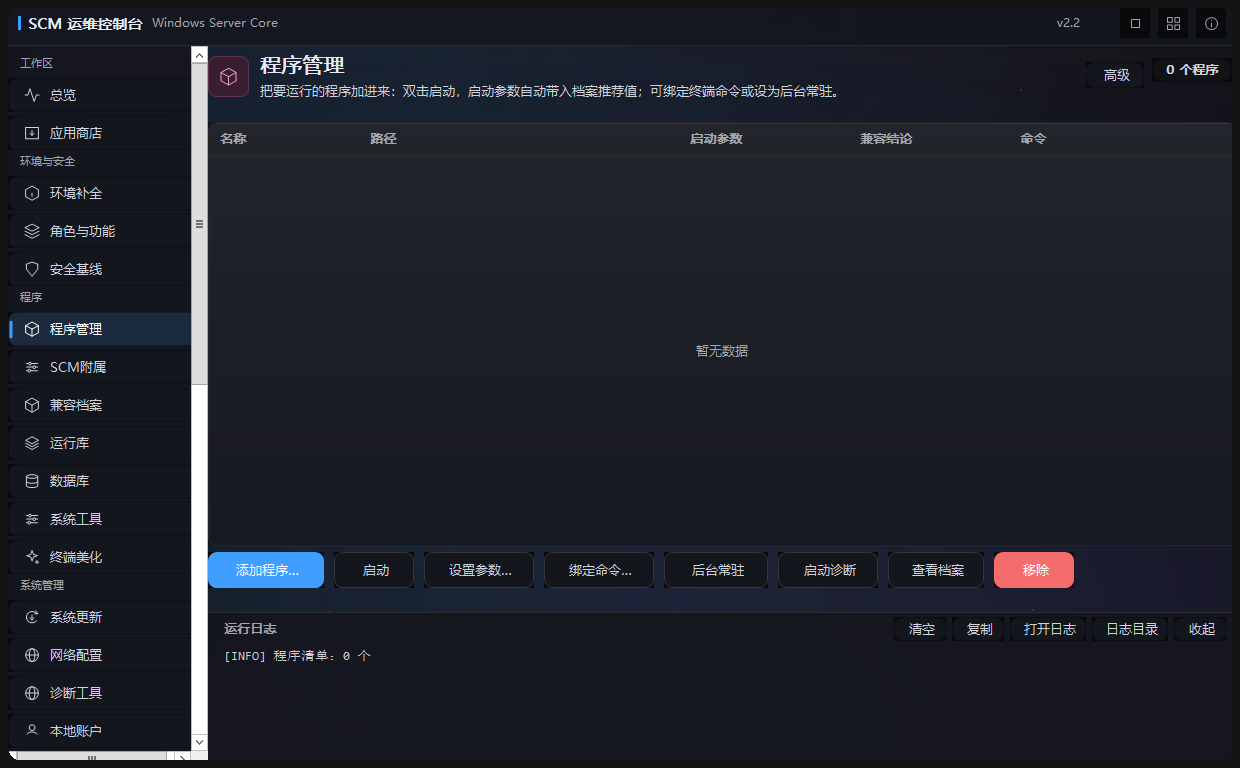 SCM 运维控制台 Windows Server Core v2.2
工作区
总览
应用商店
环境与安全
环境补全
角色与功能
安全基线
程序
程序管理
SCM附属
兼容档案
运行库
数据库
系统工具
终端美化
系统管理
系统更新
网络配置
诊断工具
本地账户
程序管理
把要运行的程序加进来：双击启动，启动参数自动带入档案推荐值；可绑定终端命令或设为后台常驻。
高级 0 个程序
名称 路径 启动参数 兼容结论 命令
暂无数据
添加程序... 启动 设置参数... 绑定命令... 后台常驻 启动诊断 查看档案 移除
运行日志 清空 复制 打开日志 日志目录 收起
[INFO] 程序清单：0 个